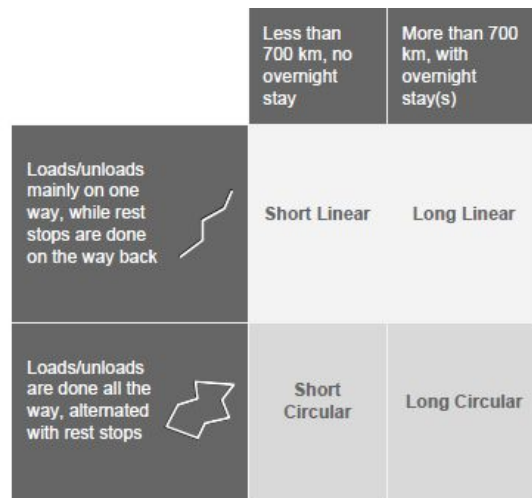 Less than
700 km, no
overnight
stay
More than 700
km, with
overnight
stay(s)
Loads/unloads
mainly on one
way, while rest
stops are done
on the way back
Short Linear
Long Linear
Loads/unloads
are done all the
way, alternated
with rest stops
Short
Circular
Long Circular